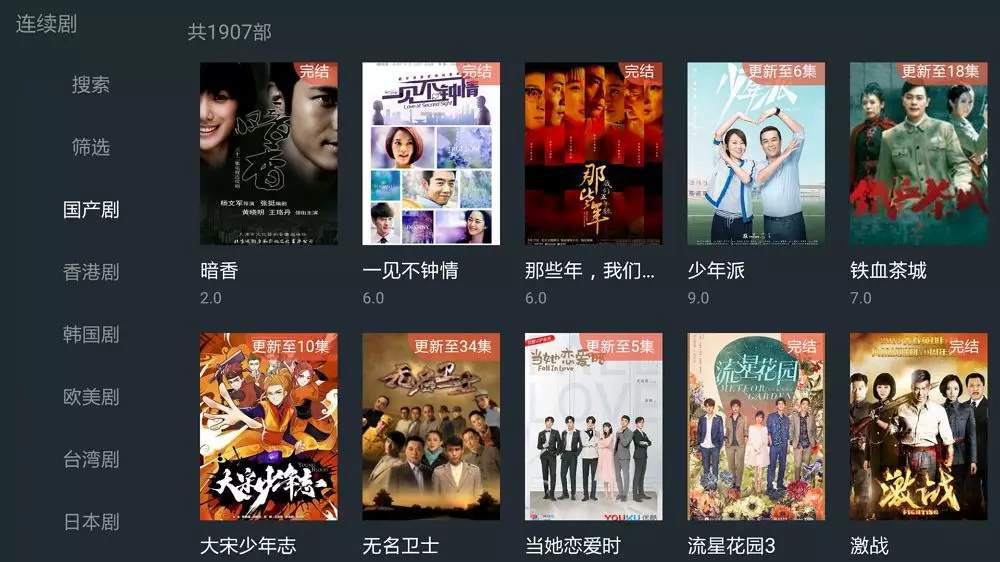 连续剧
共1907部
搜索
筛选
国产剧
香港剧
韩国剧
欧美剧
台湾剧
日本剧
完结
暗香
杨文军导演 张挺编剧
黄晓明 王珞丹 领衔主演
暗香
2.0
完结
一见不钟情
Love at Second Sight
FREEDOM
DESTINY
一见不钟情
6.0
完结
那些年
那些年，我们...
6.0
更新至6集
少年派
少年派
9.0
更新至18集
铁血茶城
铁血茶城
7.0
更新至10集
YOUNG BLOOD
大宋少年志
大宋少年志
更新至34集
无名卫士
无名卫士
更新至5集
当她恋爱时
Fall in Love
LOVE
YOUKU 优酷
当她恋爱时
完结
流星花园
METEOR
GARDEN
流星花园3
完结
激战
FIGHTING
激战